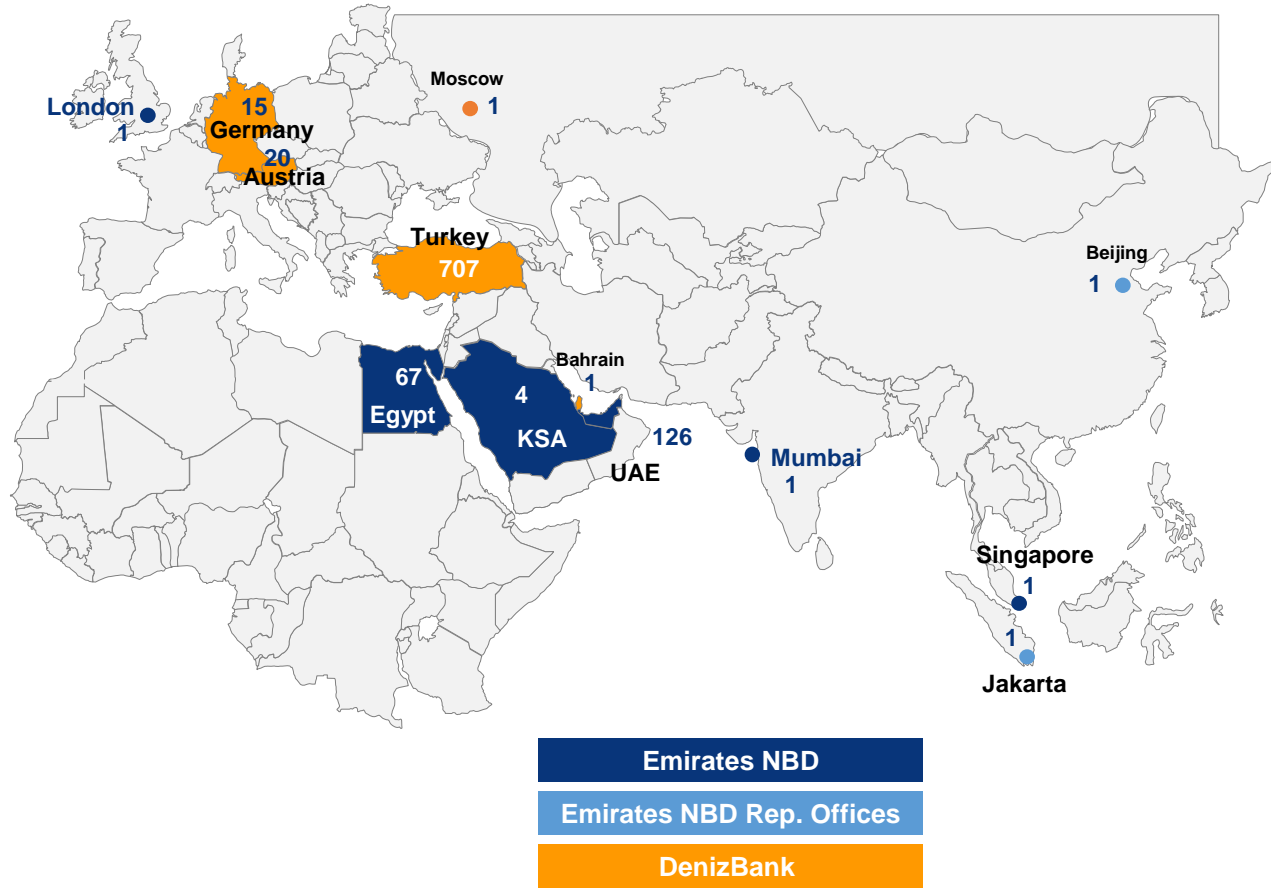 Moscow
1
London
1
15
Germany
20
Austria
Turkey
707
Beijing
1
Bahrain
1
67
Egypt
4
KSA
126
UAE
Mumbai
1
Singapore
1
1
Jakarta
Emirates NBD
Emirates NBD Rep. Offices
DenizBank